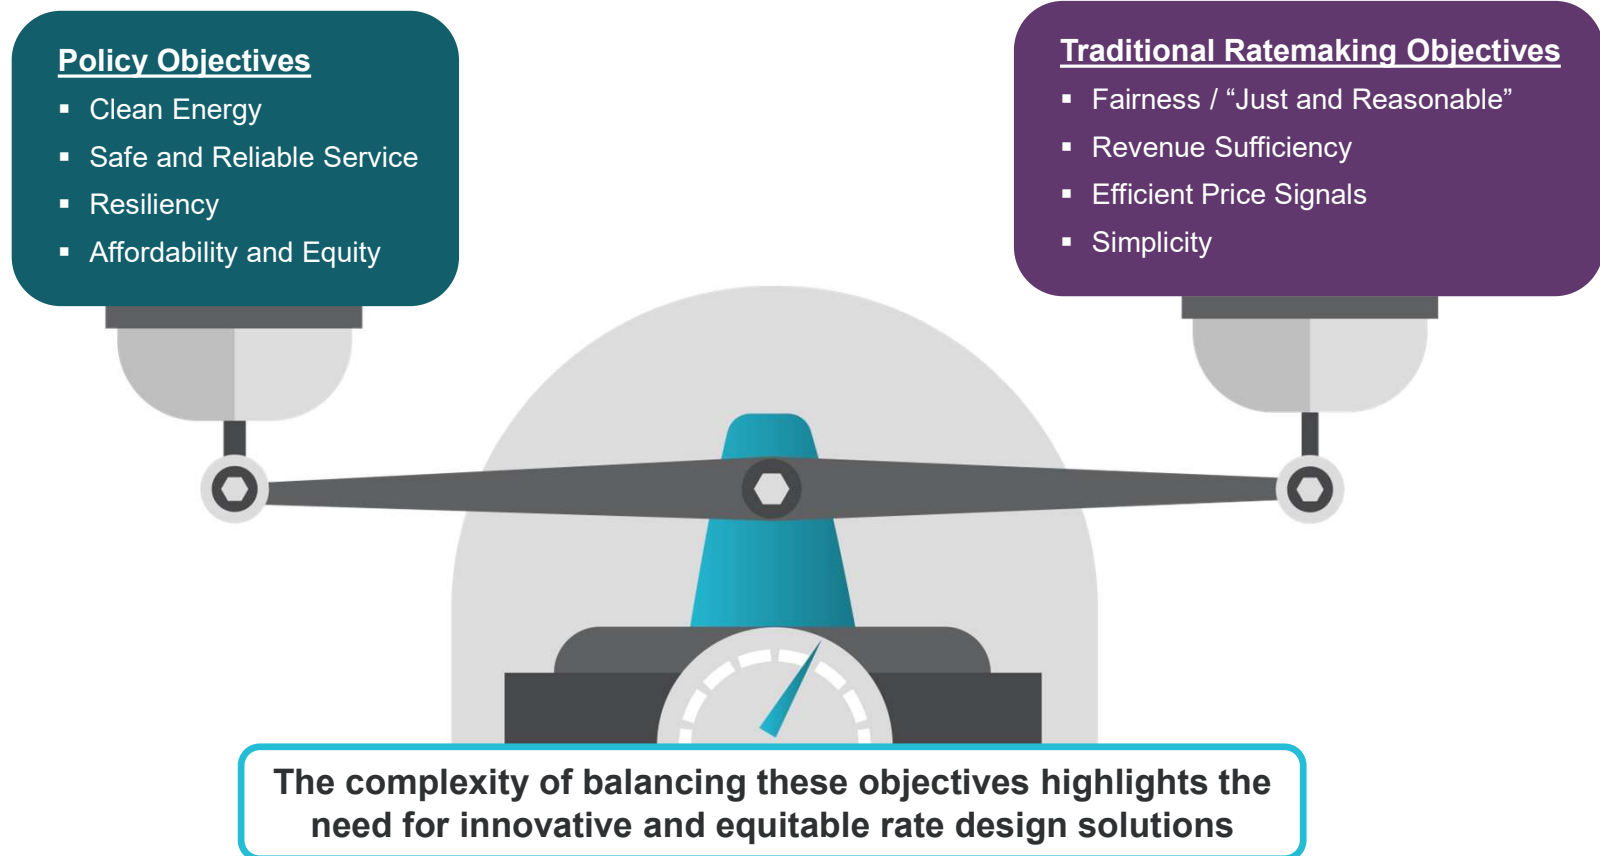 Policy Objectives
▪ Clean Energy
▪ Safe and Reliable Service
▪ Resiliency
▪ Affordability and Equity
Traditional Ratemaking Objectives
▪ Fairness / “Just and Reasonable”
▪ Revenue Sufficiency
▪ Efficient Price Signals
▪ Simplicity
The complexity of balancing these objectives highlights the
need for innovative and equitable rate design solutions